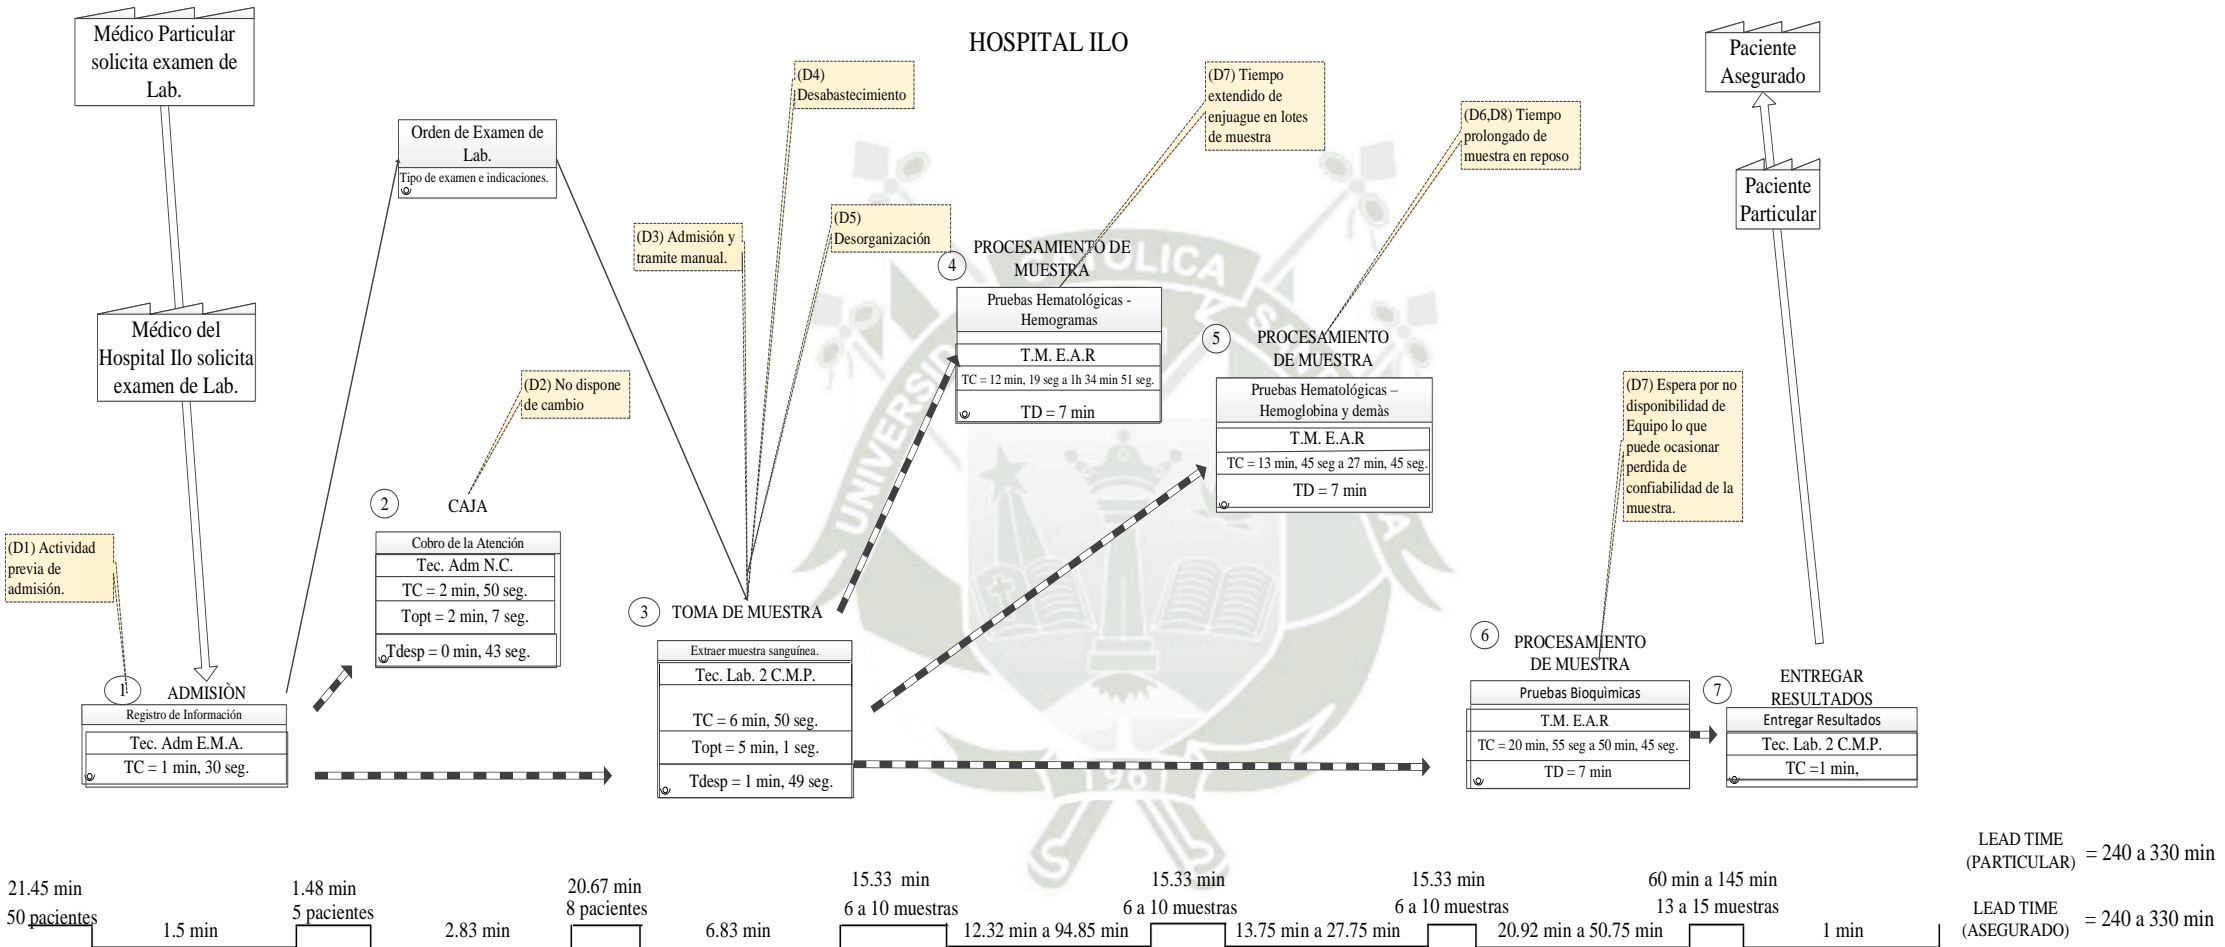 HOSPITAL ILO
Médico Particular
solicita examen de
Lab.
Médico del
Hospital Ilo solicita
examen de Lab.
Orden de Examen de
Lab.
Tipo de examen e indicaciones.
(D4)
Desabastecimiento
(D7) Tiempo
extendido de
enjuague en lotes
de muestra
(D6,D8) Tiempo
prolongado de
muestra en reposo
Paciente
Asegurado
Paciente
Particular
(D3) Admisión y
tramite manual.
(D5)
Desorganización
(D2) No dispone
de cambio
(D7) Espera por no
disponibilidad de
Equipo lo que
puede ocasionar
perdida de
confiabilidad de la
muestra.
(D1) Actividad
previa de
admisión.
1
ADMISIÒN
Registro de Información
Tec. Adm E.M.A.
TC = 1 min, 30 seg.
2
CAJA
Cobro de la Atención
Tec. Adm N.C.
TC = 2 min, 50 seg.
Topt = 2 min, 7 seg.
Tdesp = 0 min, 43 seg.
3
TOMA DE MUESTRA
Extraer muestra sanguínea.
Tec. Lab. 2 C.M.P.
TC = 6 min, 50 seg.
Topt = 5 min, 1 seg.
Tdesp = 1 min, 49 seg.
4
PROCESAMIENTO DE
MUESTRA
Pruebas Hematológicas -
Hemogramas
T.M. E.A.R
TC = 12 min, 19 seg a 1h 34 min 51 seg.
TD = 7 min
5
PROCESAMIENTO
DE MUESTRA
Pruebas Hematológicas –
Hemoglobina y demàs
T.M. E.A.R
TC = 13 min, 45 seg a 27 min, 45 seg.
TD = 7 min
6
PROCESAMIENTO
DE MUESTRA
Pruebas Bioquìmicas
T.M. E.A.R
TC = 20 min, 55 seg a 50 min, 45 seg.
TD = 7 min
7
ENTREGAR
RESULTADOS
Entregar Resultados
Tec. Lab. 2 C.M.P.
TC =1 min,
21.45 min
50 pacientes
1.5 min
1.48 min
5 pacientes
2.83 min
20.67 min
8 pacientes
6.83 min
15.33 min
6 a 10 muestras
12.32 min a 94.85 min
15.33 min
6 a 10 muestras
13.75 min a 27.75 min
15.33 min
6 a 10 muestras
20.92 min a 50.75 min
60 min a 145 min
13 a 15 muestras
1 min
LEAD TIME
(PARTICULAR) = 240 a 330 min
LEAD TIME
(ASEGURADO) = 240 a 330 min